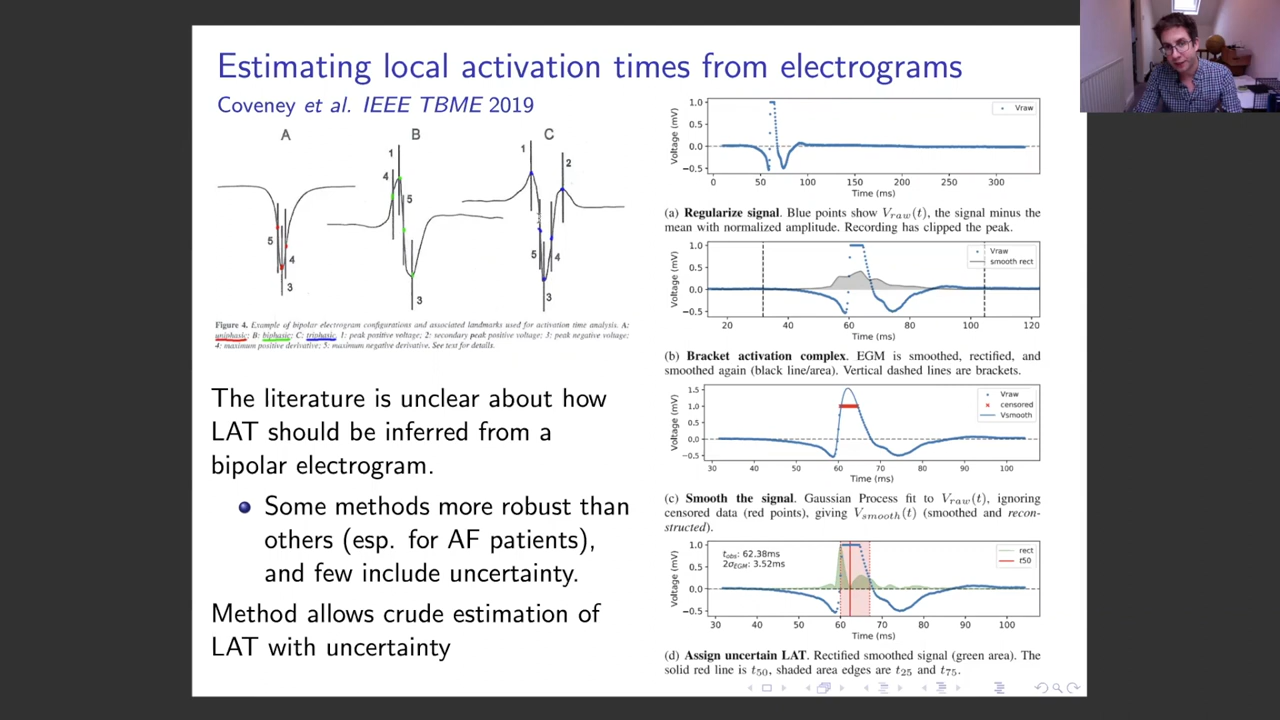 Estimating local activation times from electrograms
Coveney et al. IEEE TBME 2019
A
B
C
1
4
5
5
4
3
3
1
2
5
4
3
Figure 4. Example of bipolar electrogram configurations and associated landmarks used for activation time analysis. A:
uniphasic; B: biphasic; C: triphasic. 1: peak positive voltage; 2: secondary peak positive voltage; 3: peak negative voltage;
4: maximum positive derivative; 5: maximum negative derivative. See text for details.
The literature is unclear about how
LAT should be inferred from a
bipolar electrogram.
Some methods more robust than
others (esp. for AF patients),
and few include uncertainty.
Method allows crude estimation of
LAT with uncertainty
Voltage (mV)
1.0
0.5
0.0
−0.5
Vraw
0 50 100 150 200 250 300
Time (ms)
(a) Regularize signal. Blue points show Vraw(t), the signal minus the
mean with normalized amplitude. Recording has clipped the peak.
Voltage (mV)
1.0
0.5
0.0
−0.5
Vraw
smooth rect
20 40 60 80 100 120
Time (ms)
(b) Bracket activation complex. EGM is smoothed, rectified, and
smoothed again (black line/area). Vertical dashed lines are brackets.
Voltage (mV)
1.5
1.0
0.5
0.0
−0.5
Vraw
censored
Vsmooth
30 40 50 60 70 80 90 100
Time (ms)
(c) Smooth the signal. Gaussian Process fit to Vraw(t), ignoring
censored data (red points), giving Vsmooth(t) (smoothed and recon-
structed).
Voltage (mV)
1.0
0.5
0.0
−0.5
tobs: 62.38ms
2σEGM: 3.52ms
rect
t50
30 40 50 60 70 80 90 100
Time (ms)
(d) Assign uncertain LAT. Rectified smoothed signal (green area). The
solid red line is t50, shaded area edges are t25 and t75.